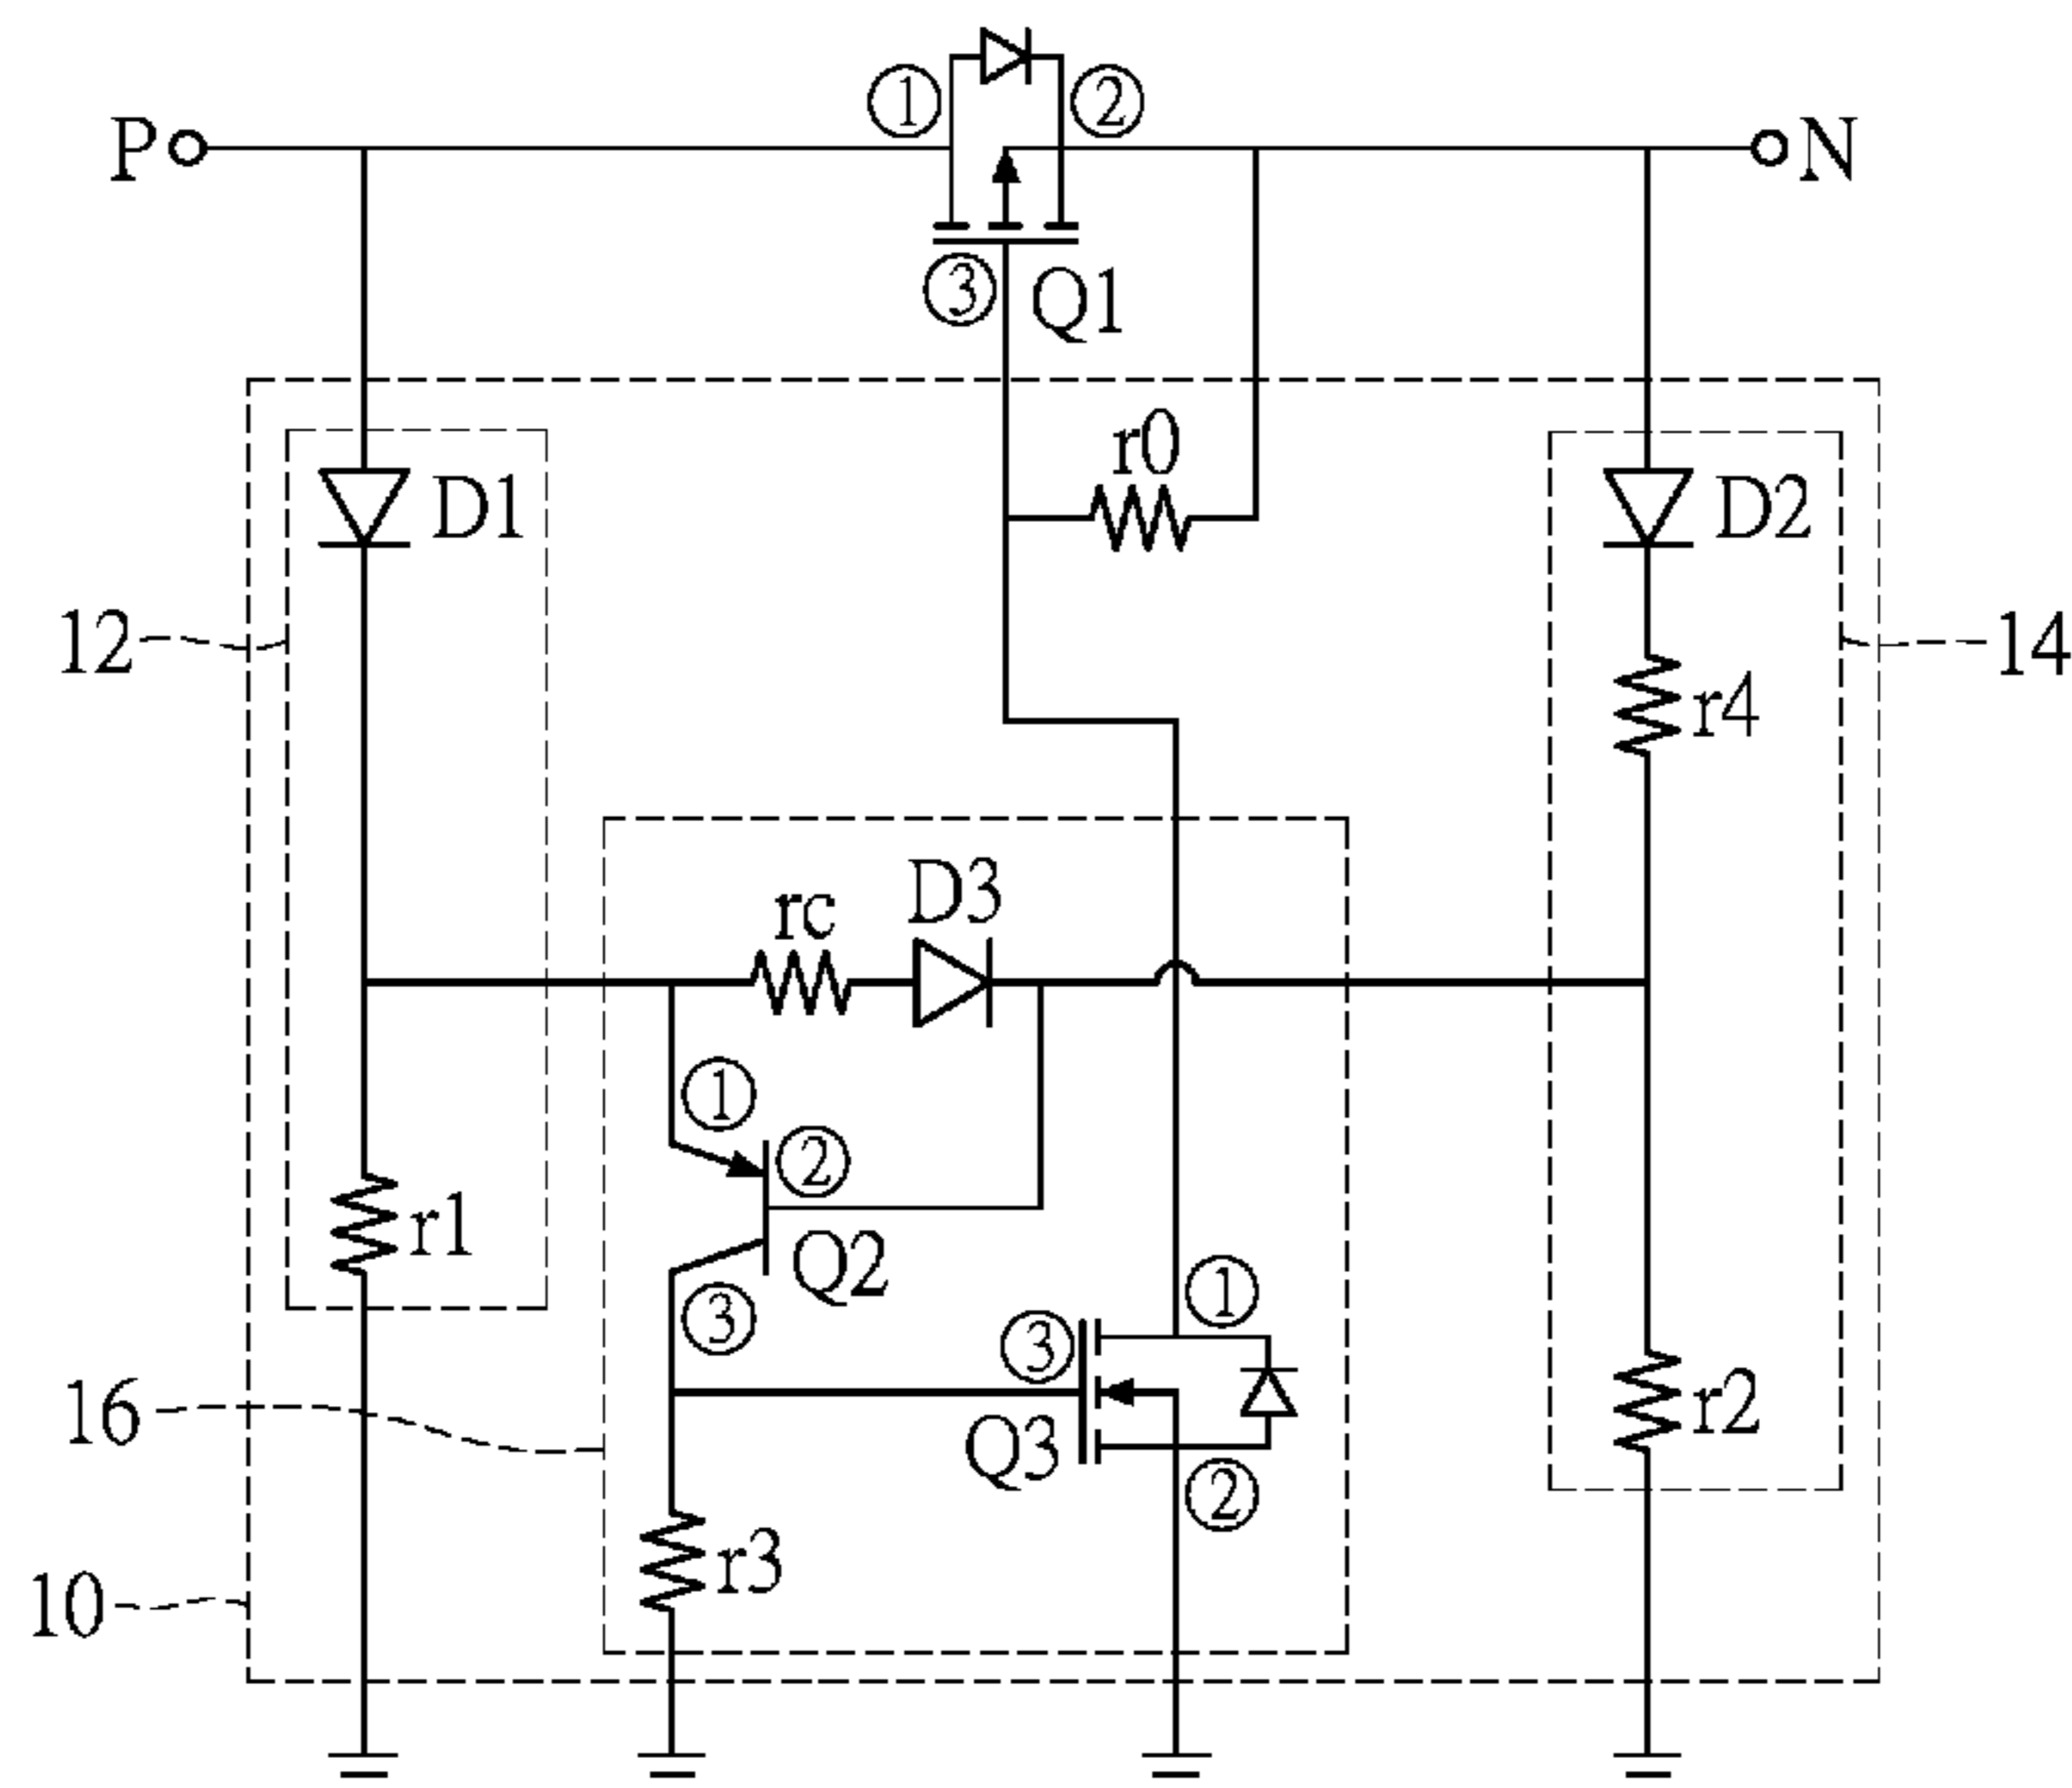 ① ②
P N
③ Q1
r0
D1 D2
12 14
r4
D3
rc
①
②
r1 Q2 ①
③ ③
16 r2
Q3
②
r3
10